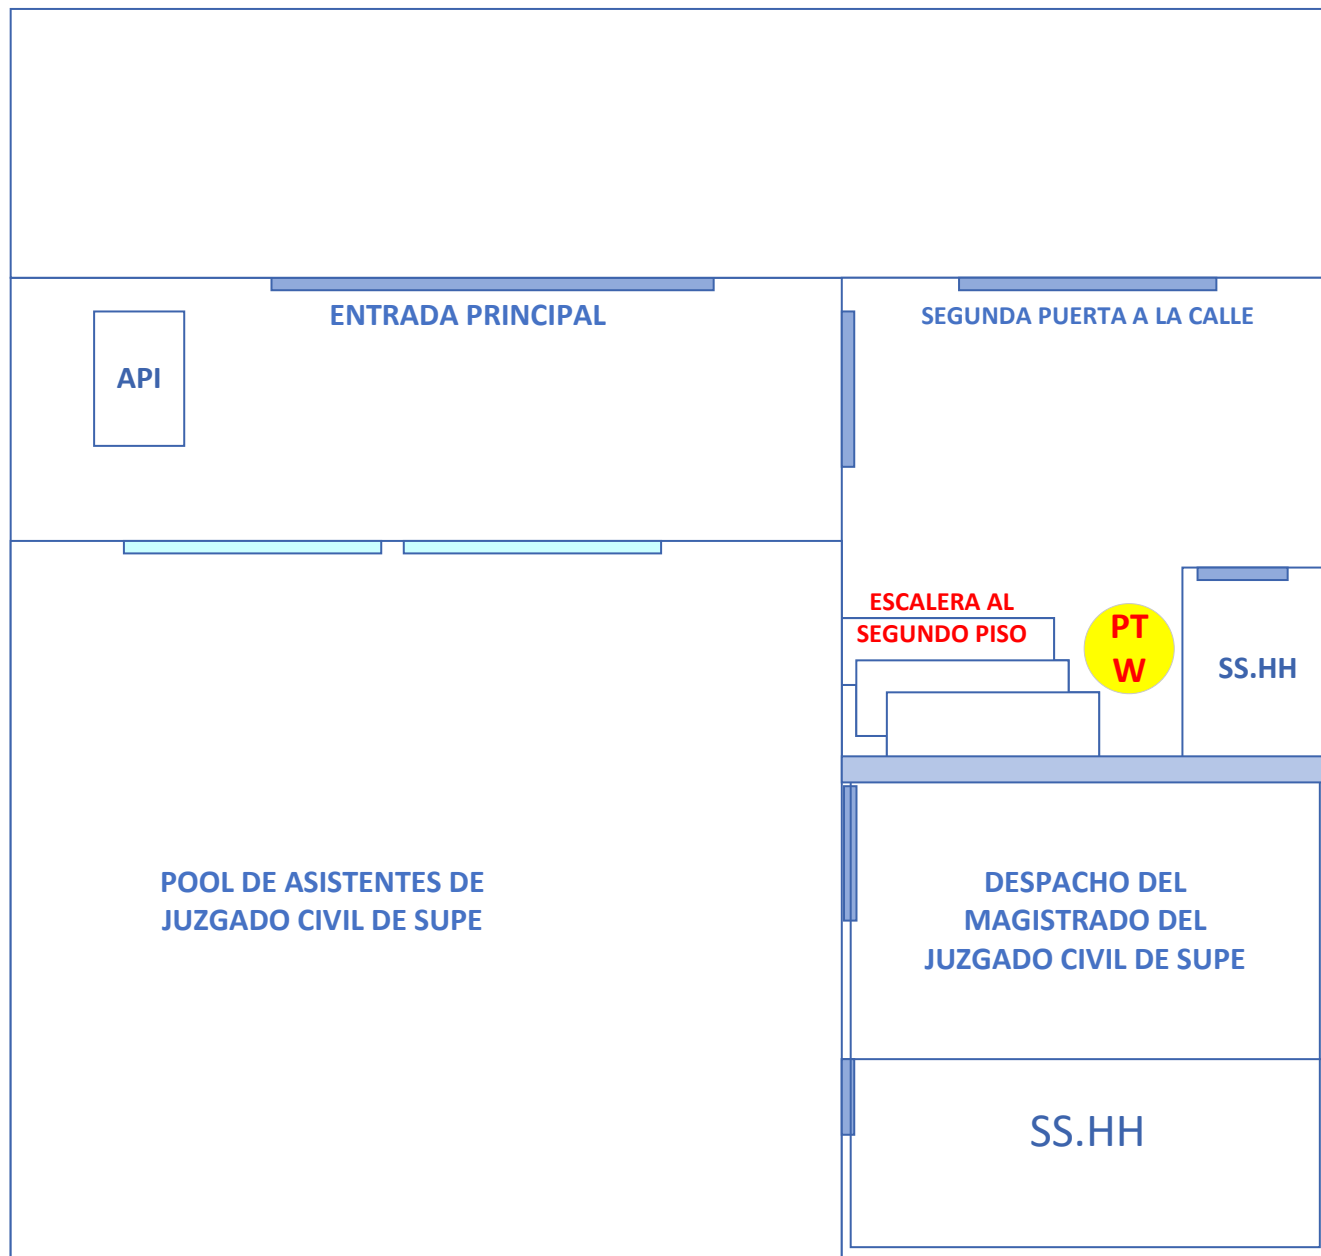 ENTRADA PRINCIPAL
SEGUNDA PUERTA A LA CALLE
API
ESCALERA AL
SEGUNDO PISO
PT
W
SS.HH
POOL DE ASISTENTES DE
JUZGADO CIVIL DE SUPE
DESPACHO DEL
MAGISTRADO DEL
JUZGADO CIVIL DE SUPE
SS.HH